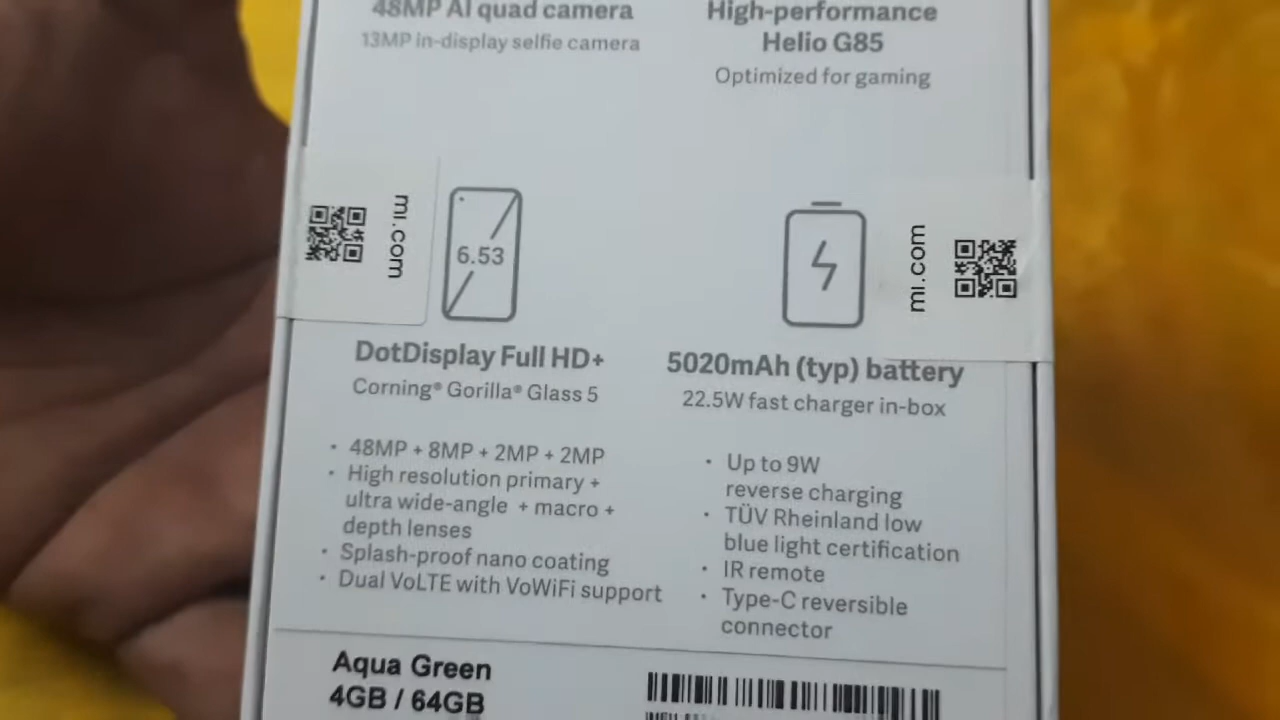 48MP AI quad camera
13MP in-display selfie camera
High-performance
Helio G85
Optimized for gaming
mi.com
6.53
mi.com
DotDisplay Full HD+
Corning® Gorilla® Glass 5
5020mAh (typ) battery
22.5W fast charger in-box
• 48MP + 8MP + 2MP + 2MP
• High resolution primary +
ultra wide-angle + macro +
depth lenses
• Splash-proof nano coating
• Dual VoLTE with VoWiFi support
• Up to 9W
reverse charging
• TÜV Rheinland low
blue light certification
• IR remote
• Type-C reversible
connector
Aqua Green
4GB / 64GB